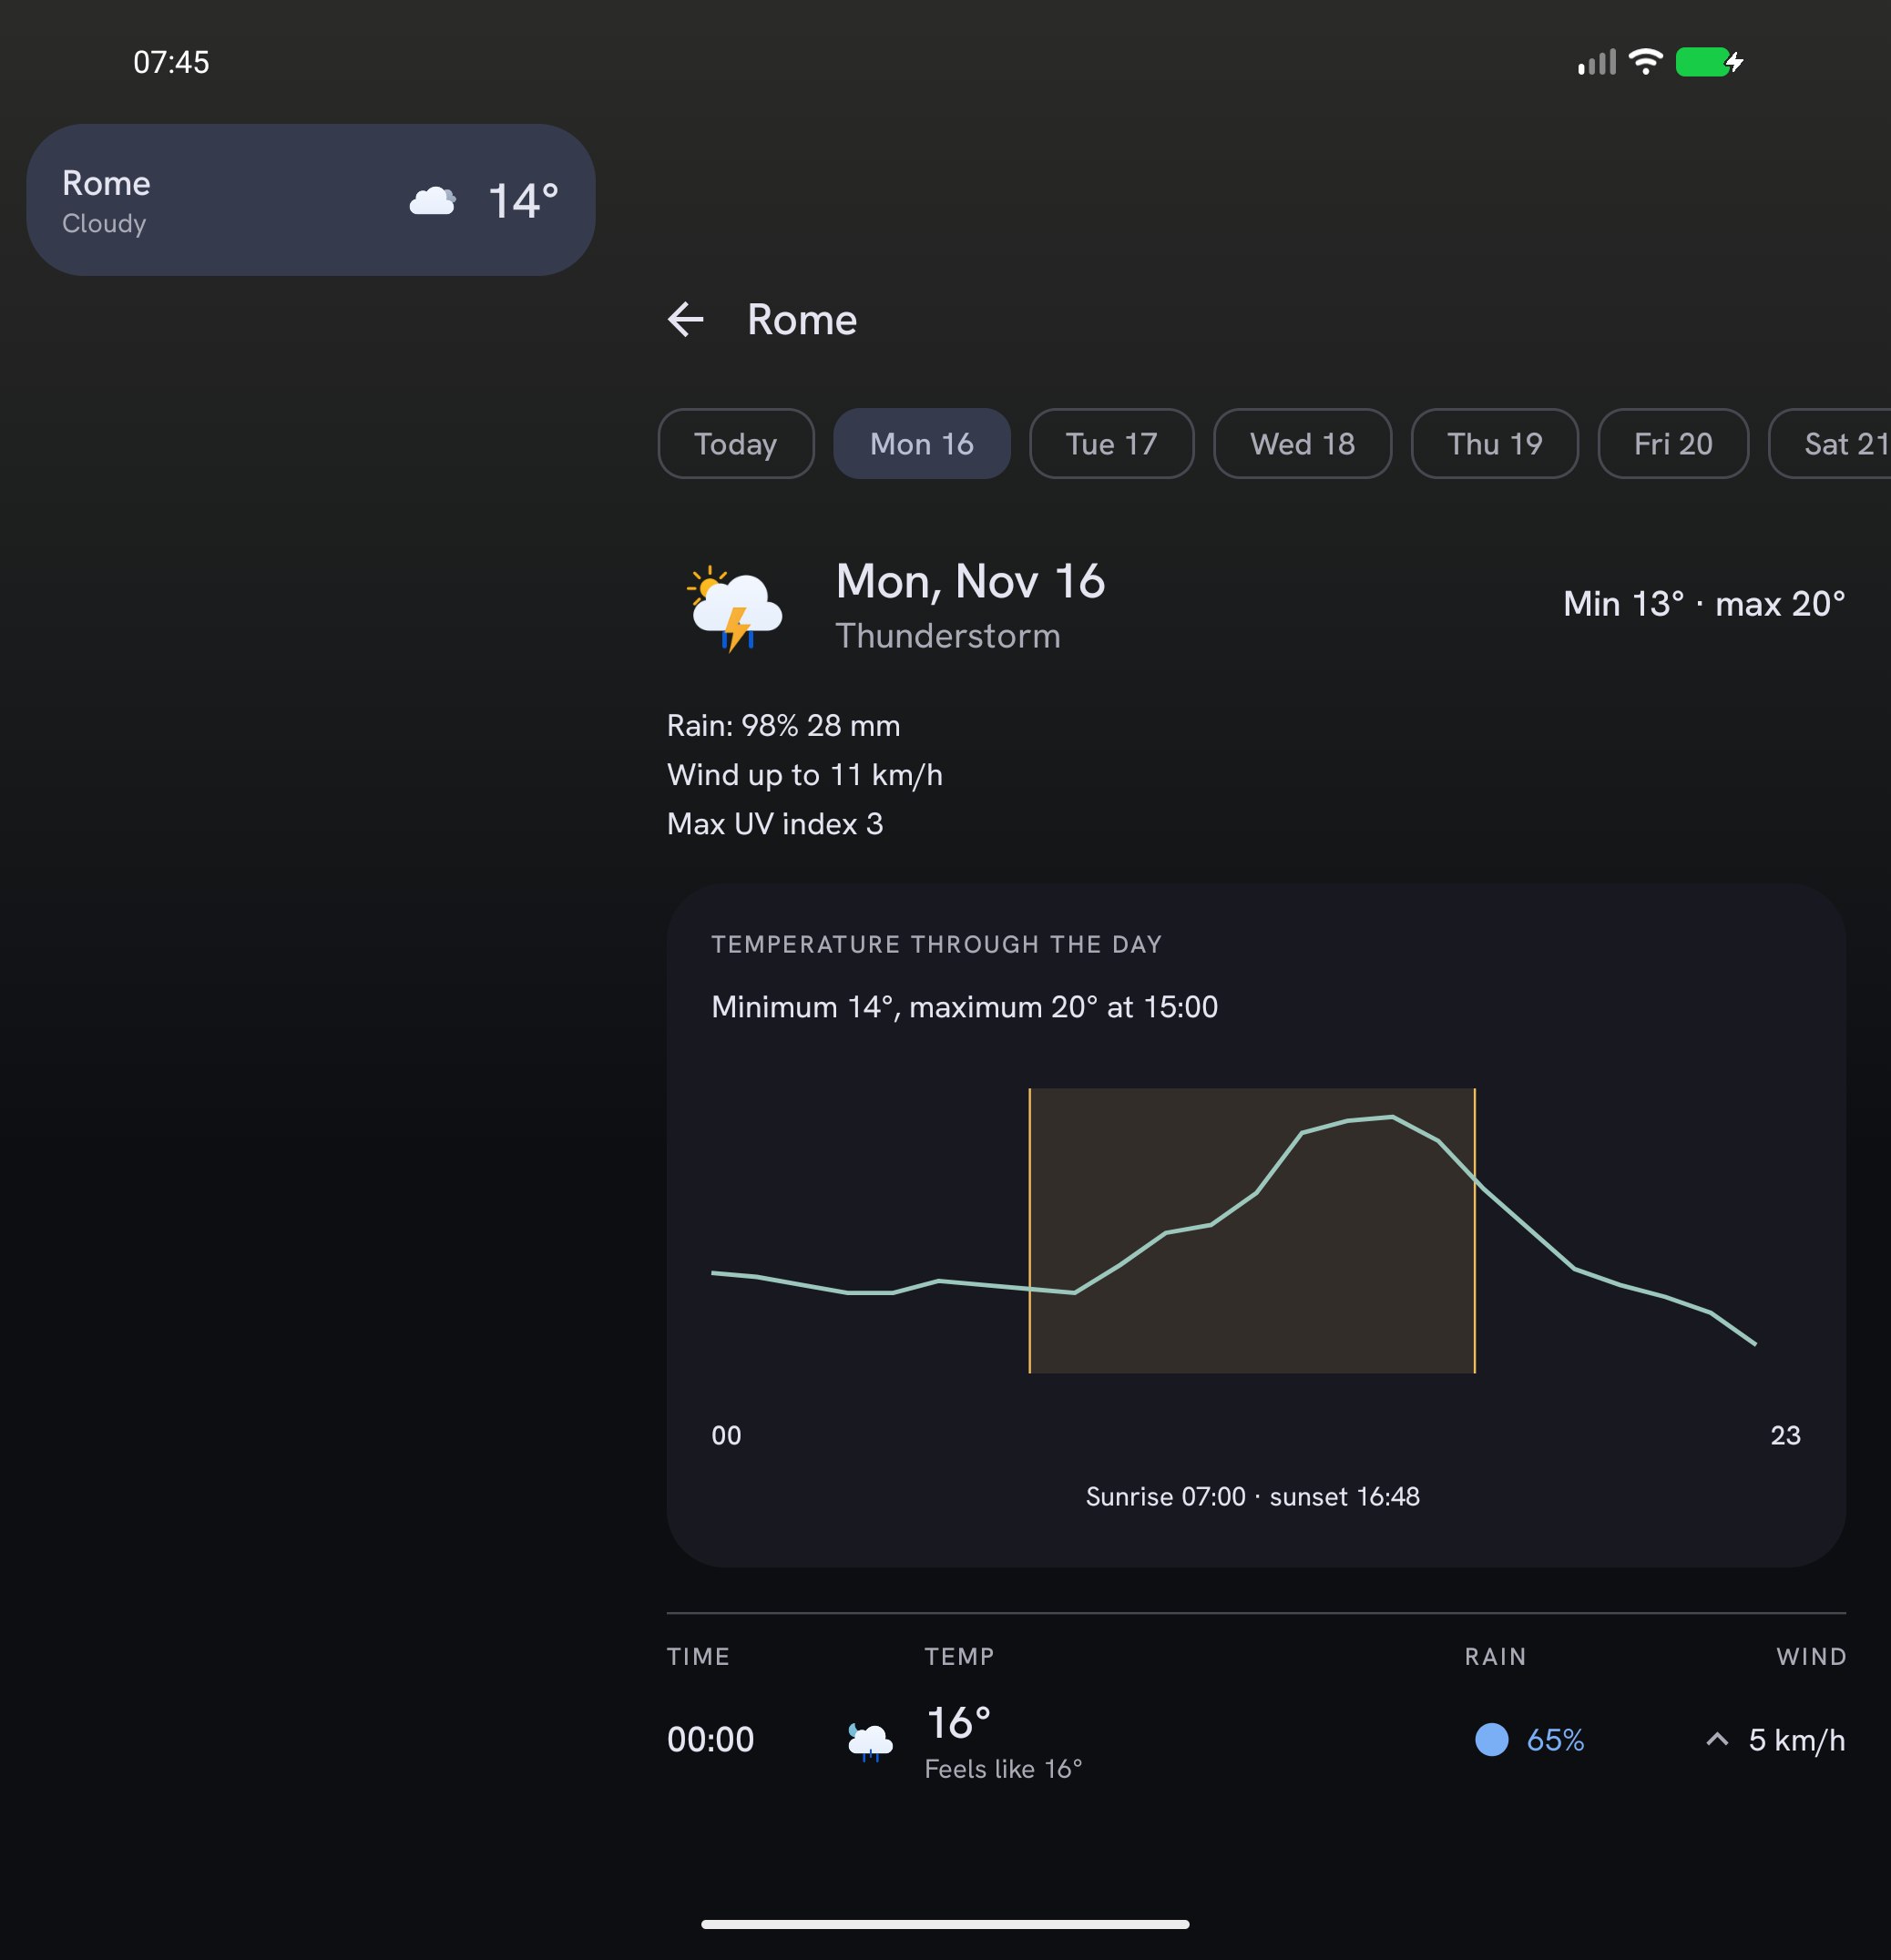 07:45
Rome
Cloudy
14°
Rome
Today
Mon 16
Tue 17
Wed 18
Thu 19
Fri 20
Sat 21
Mon, Nov 16
Thunderstorm
Min 13° · max 20°
Rain: 98% 28 mm
Wind up to 11 km/h
Max UV index 3
TEMPERATURE THROUGH THE DAY
Minimum 14°, maximum 20° at 15:00
00
23
Sunrise 07:00 · sunset 16:48
TIME
TEMP
RAIN
WIND
00:00
16°
Feels like 16°
65%
5 km/h